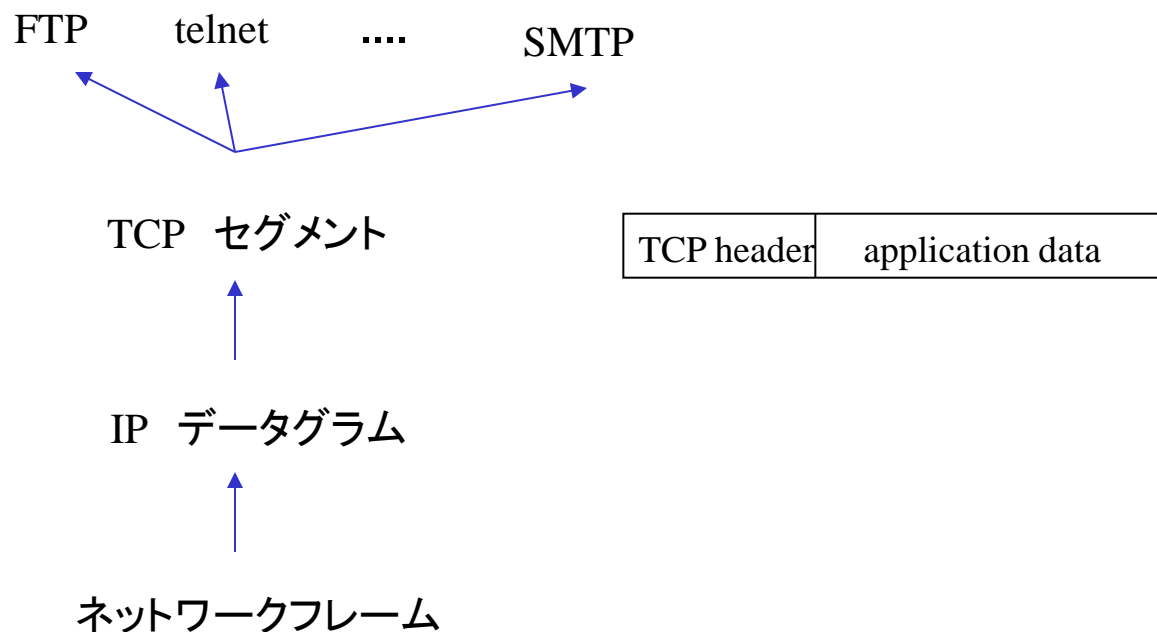 FTP telnet .... SMTP
TCP セグメント
TCP header application data
IP データグラム
ネットワークフレーム